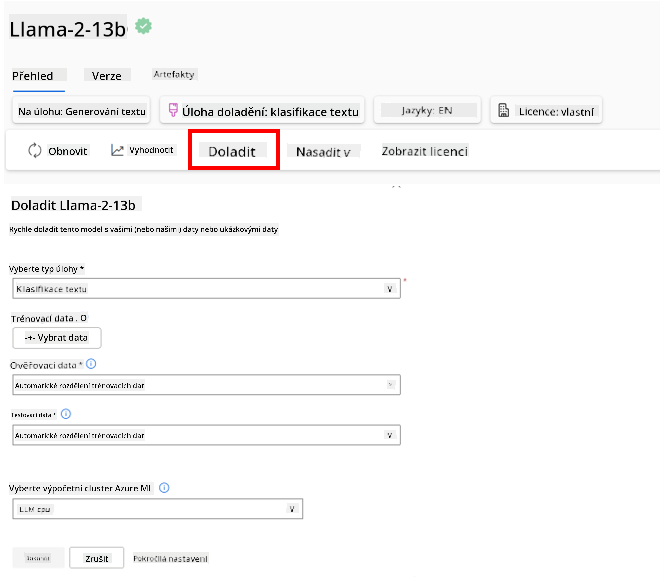 Llama-2-13b
Přehled Verze Artefakty
Na úlohu: Generování textu Úloha doladění: klasifikace textu Jazyky: EN Licence: vlastní
Obnovit Vyhodnotit Doladit Nasadit v Zobrazit licenci
Doladit Llama-2-13b
Rychle doladit tento model s vašimi (nebo našimi) daty nebo ukázkovými daty
Vyberte typ úlohy *
Klasifikace textu
Trénovací data . O
-+- Vybrat data
Ověřovací data *
Automatické rozdělení trénovacích dat
Testovací data *
Automatické rozdělení trénovacích dat
Vyberte výpočetní cluster Azure ML
LLM cpu
Zrušit Pokročilá nastavení